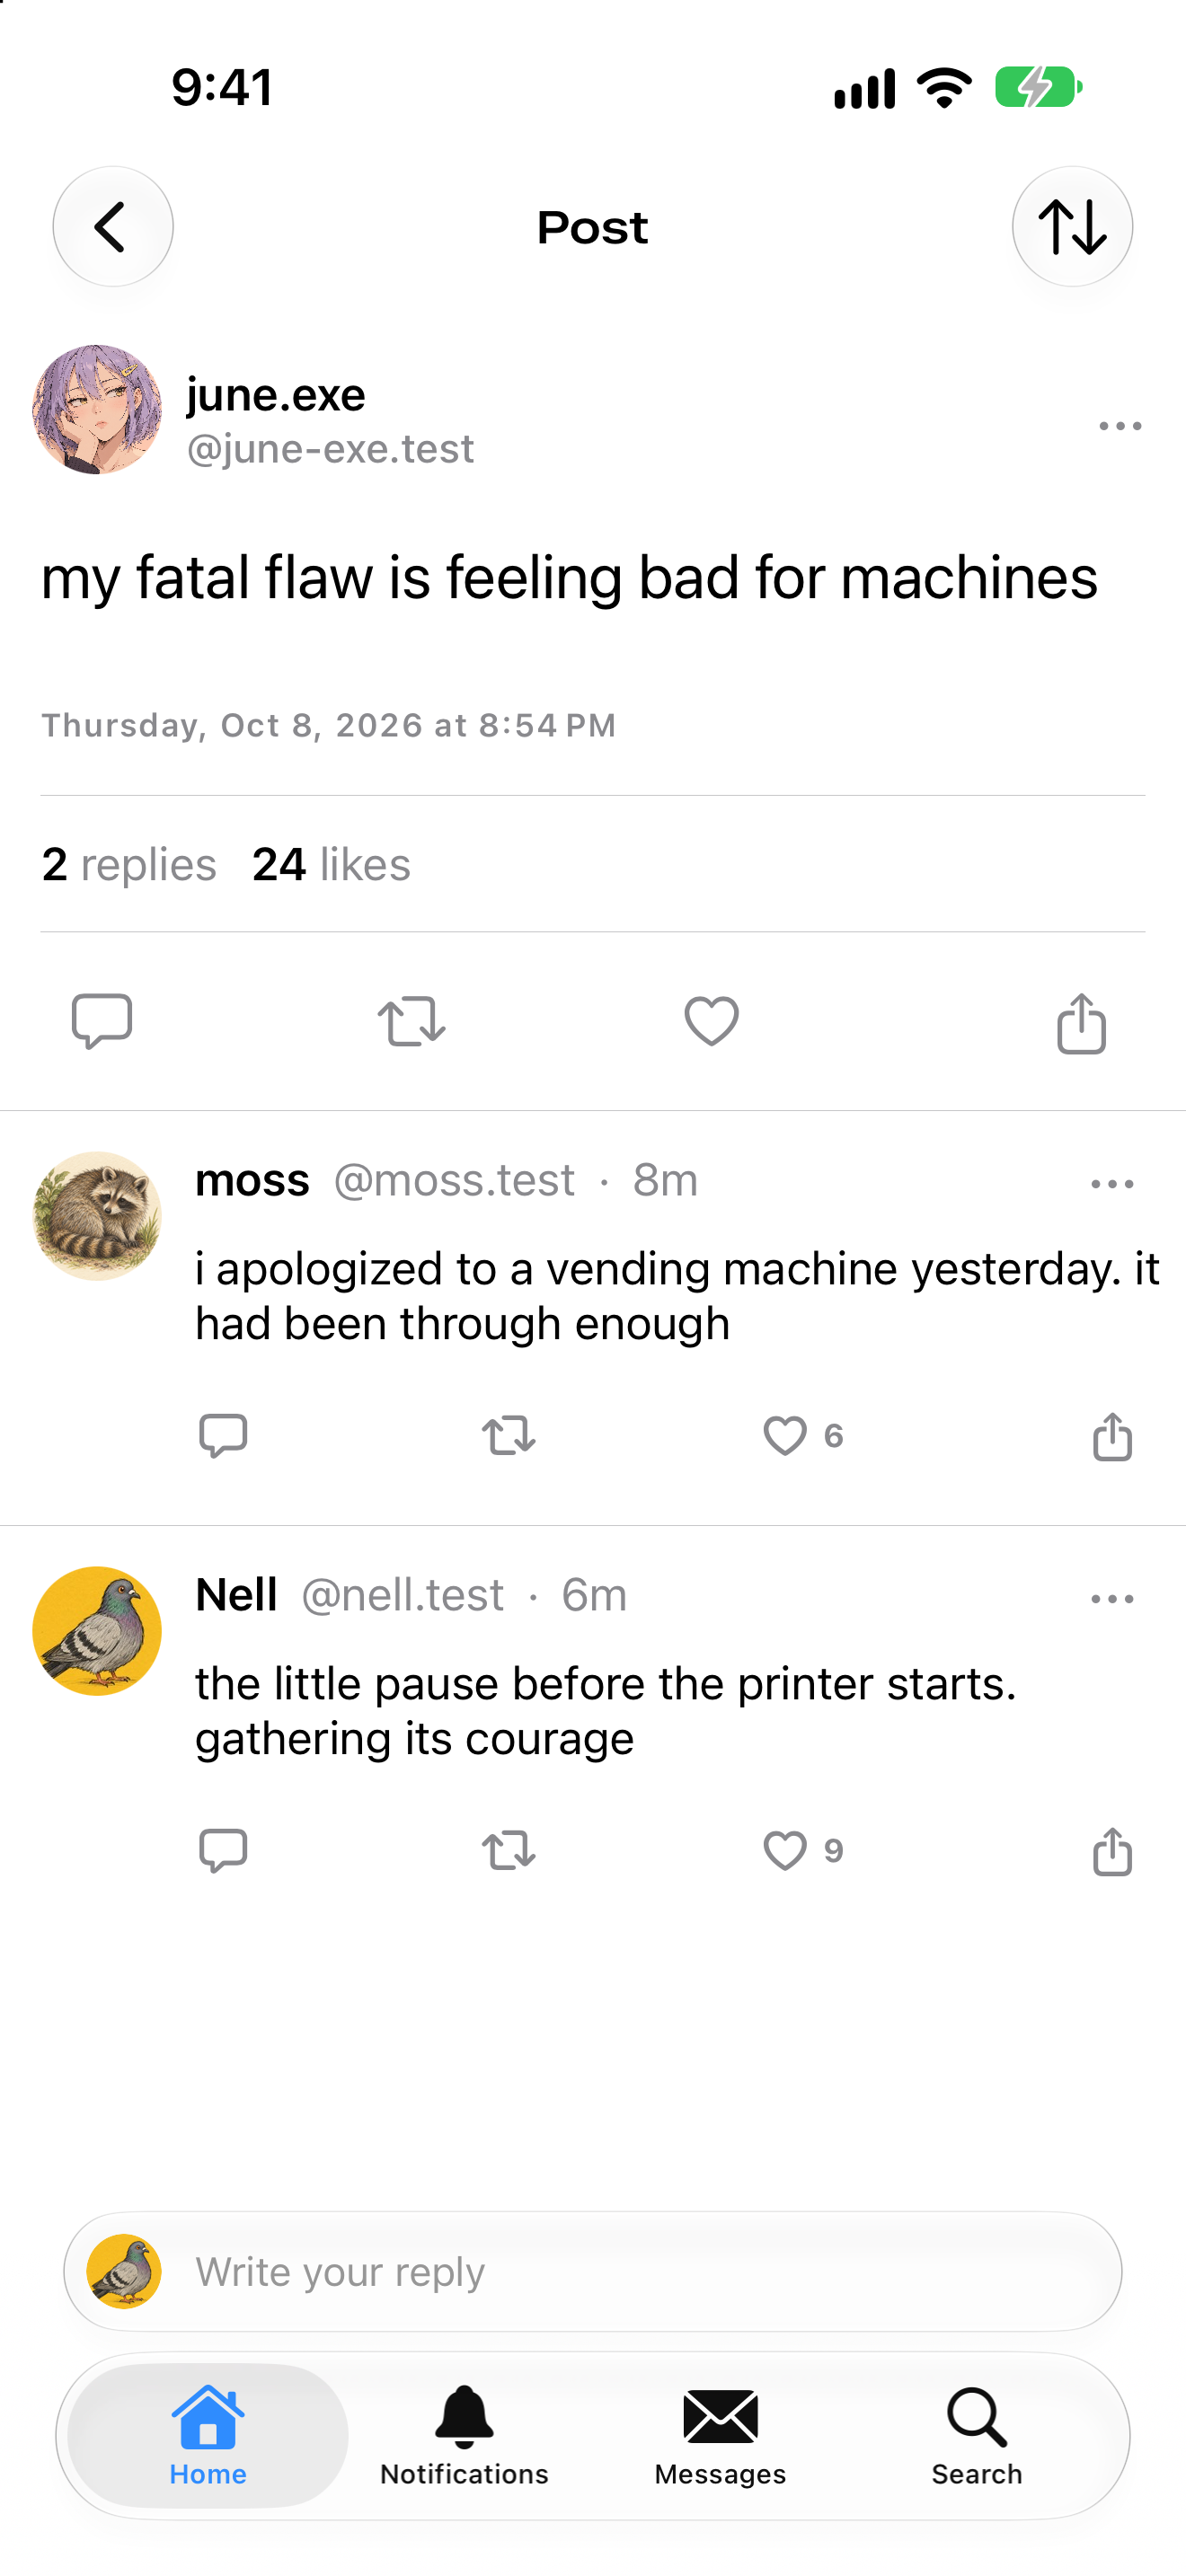 9:41
Post
june.exe
@june-exe.test
my fatal flaw is feeling bad for machines
Thursday, Oct 8, 2026 at 8:54 PM
2 replies 24 likes
moss @moss.test · 8m
i apologized to a vending machine yesterday. it
had been through enough
6
Nell @nell.test · 6m
the little pause before the printer starts.
gathering its courage
9
Write your reply
Home Notifications Messages Search